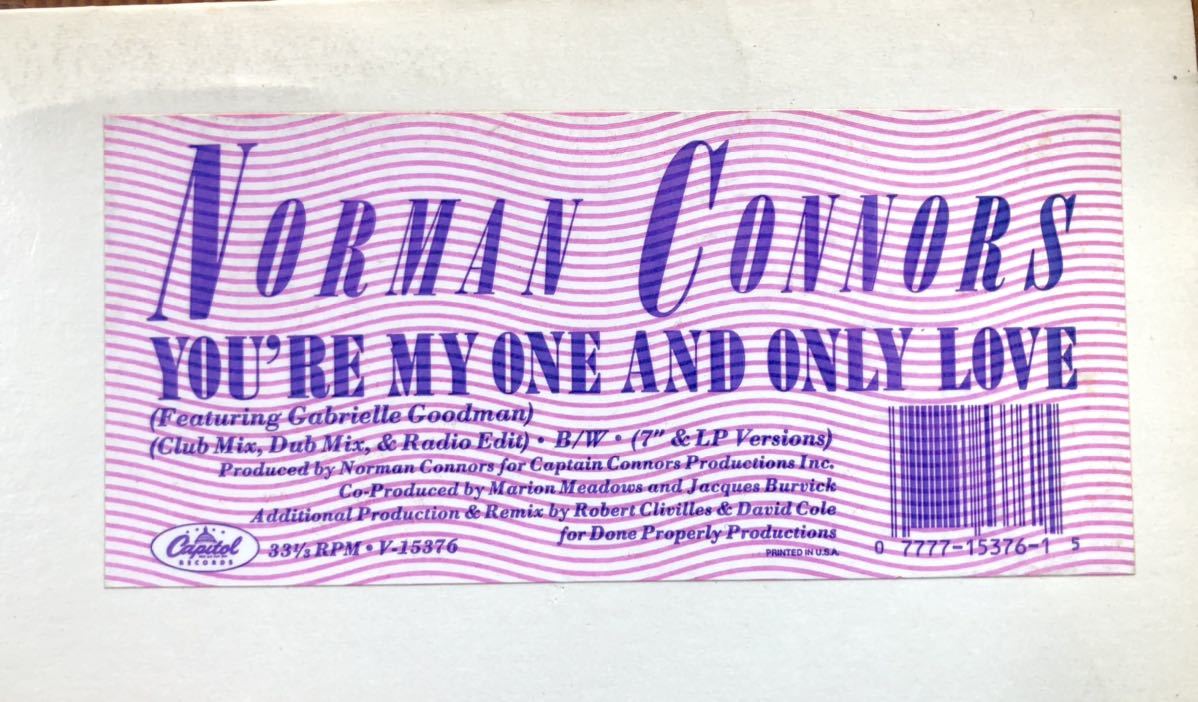 NORMAN CONNORS
YOU'RE MY ONE AND ONLY LOVE
(Featuring Gabrielle Goodman)
(Club Mix, Dub Mix, & Radio Edit) • B/W • (7" & LP Versions)
Produced by Norman Connors for Captain Connors Productions Inc.
Co-Produced by Marion Meadows and Jacques Burvick
Additional Production & Remix by Robert Clivilles & David Cole
for Done Properly Productions
Capitol
RECORDS
33⅓ RPM • V-15376
PRINTED IN U.S.A.
0 7777-15376-1 5